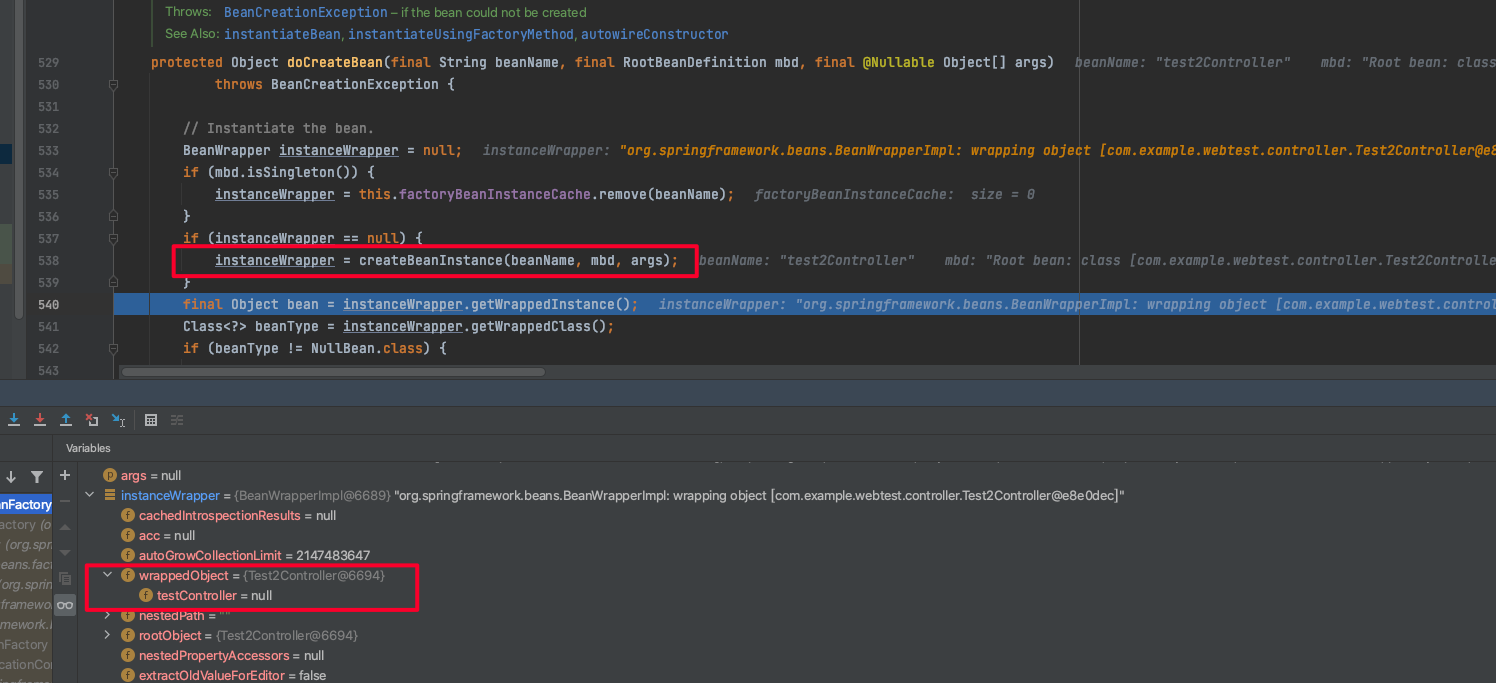 Throws: BeanCreationException – if the bean could not be created
See Also: instantiateBean, instantiateUsingFactoryMethod, autowireConstructor
529 protected Object doCreateBean(final String beanName, final RootBeanDefinition mbd, final @Nullable Object[] args) beanName: "test2Controller" mbd: "Root bean: class
530 throws BeanCreationException {
531
532 // Instantiate the bean.
533 BeanWrapper instanceWrapper = null; instanceWrapper: "org.springframework.beans.BeanWrapperImpl: wrapping object [com.example.webtest.controller.Test2Controller@e8
534 if (mbd.isSingleton()) {
535 instanceWrapper = this.factoryBeanInstanceCache.remove(beanName); factoryBeanInstanceCache: size = 0
536 }
537 if (instanceWrapper == null) {
538 instanceWrapper = createBeanInstance(beanName, mbd, args); beanName: "test2Controller" mbd: "Root bean: class [com.example.webtest.controller.Test2Controlle
539 }
540 final Object bean = instanceWrapper.getWrappedInstance(); instanceWrapper: "org.springframework.beans.BeanWrapperImpl: wrapping object [com.example.webtest.control
541 Class<?> beanType = instanceWrapper.getWrappedClass();
542 if (beanType != NullBean.class) {
543
Variables
p args = null
instanceWrapper = {BeanWrapperImpl@6689} "org.springframework.beans.BeanWrapperImpl: wrapping object [com.example.webtest.controller.Test2Controller@e8e0dec]"
nFactory f cachedIntrospectionResults = null
actory (o f acc = null
(org.spr f autoGrowCollectionLimit = 2147483647
eans.fac f wrappedObject = {Test2Controller@6694}
(org.sprin f testController = null
framewo f nestedPath = ""
mework.b f rootObject = {Test2Controller@6694}
nFactory f nestedPropertyAccessors = null
cationCon f extractOldValueForEditor = false